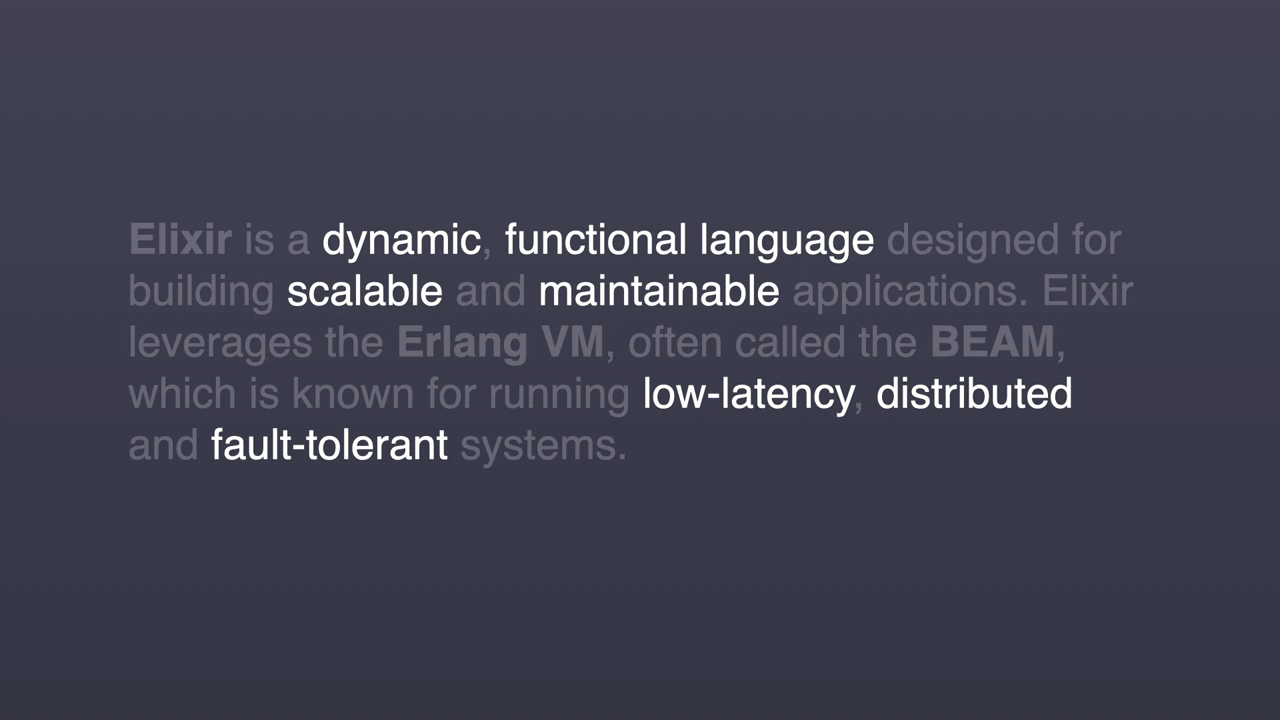 Elixir is a dynamic, functional language designed for
building scalable and maintainable applications. Elixir
leverages the Erlang VM, often called the BEAM,
which is known for running low-latency, distributed
and fault-tolerant systems.